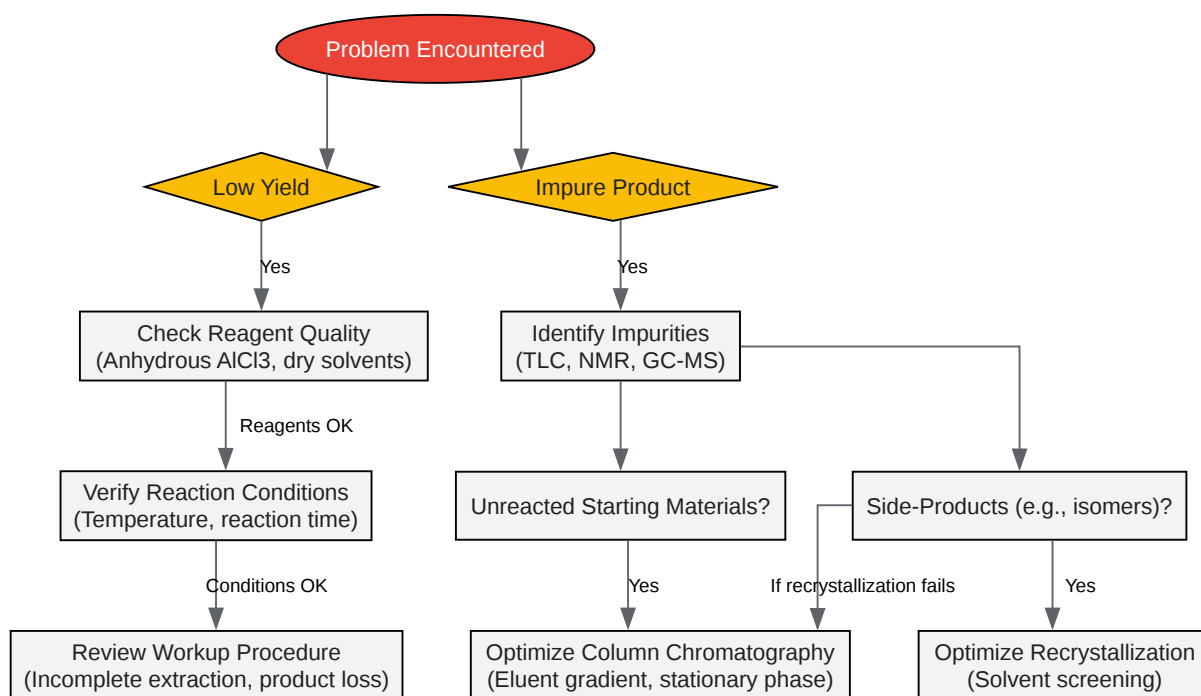 Problem Encountered
Low Yield
Impure Product
Yes
Yes
Check Reagent Quality
(Anhydrous AlCl3, dry solvents)
Identify Impurities
(TLC, NMR, GC-MS)
Reagents OK
Verify Reaction Conditions
(Temperature, reaction time)
Unreacted Starting Materials?
Side-Products (e.g., isomers)?
Conditions OK
Yes
If recrystallization fails
Yes
Review Workup Procedure
(Incomplete extraction, product loss)
Optimize Column Chromatography
(Eluent gradient, stationary phase)
Optimize Recrystallization
(Solvent screening)